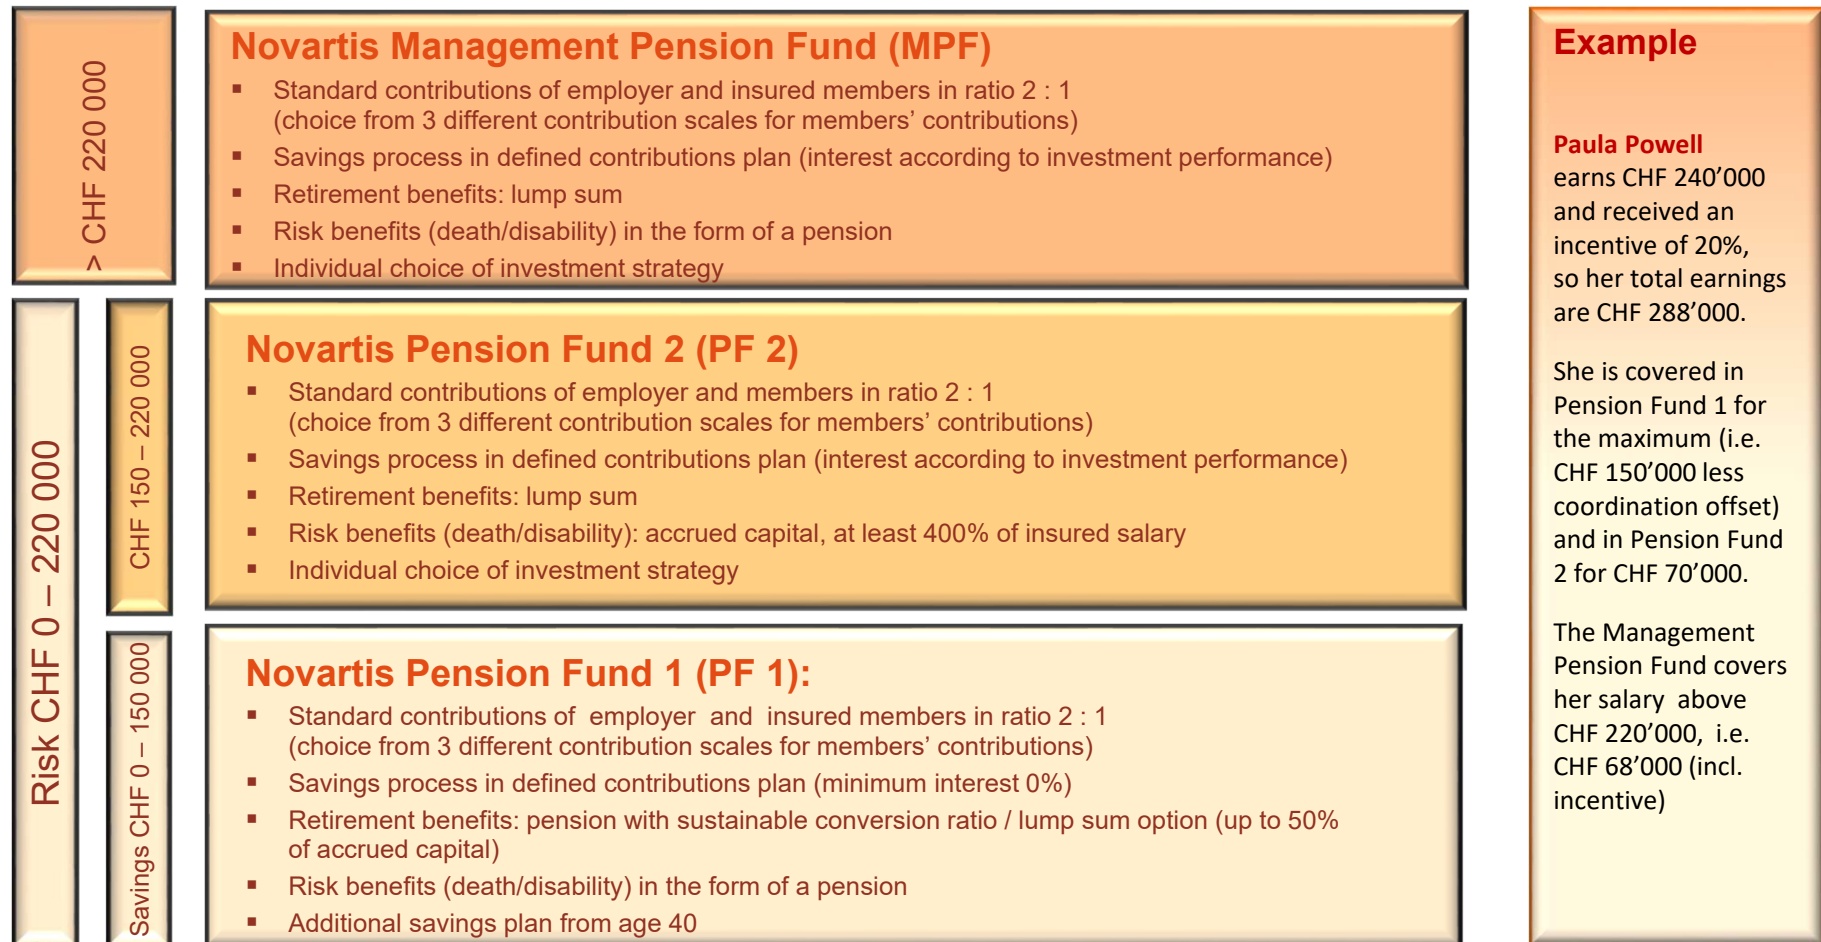 > CHF 220 000
Novartis Management Pension Fund (MPF)
▪ Standard contributions of employer and insured members in ratio 2 : 1
(choice from 3 different contribution scales for members’ contributions)
▪ Savings process in defined contributions plan (interest according to investment performance)
▪ Retirement benefits: lump sum
▪ Risk benefits (death/disability) in the form of a pension
▪ Individual choice of investment strategy
Risk CHF 0 – 220 000
CHF 150 – 220 000
Novartis Pension Fund 2 (PF 2)
▪ Standard contributions of employer and members in ratio 2 : 1
(choice from 3 different contribution scales for members’ contributions)
▪ Savings process in defined contributions plan (interest according to investment performance)
▪ Retirement benefits: lump sum
▪ Risk benefits (death/disability): accrued capital, at least 400% of insured salary
▪ Individual choice of investment strategy
Savings CHF 0 – 150 000
Novartis Pension Fund 1 (PF 1):
▪ Standard contributions of employer and insured members in ratio 2 : 1
(choice from 3 different contribution scales for members’ contributions)
▪ Savings process in defined contributions plan (minimum interest 0%)
▪ Retirement benefits: pension with sustainable conversion ratio / lump sum option (up to 50%
of accrued capital)
▪ Risk benefits (death/disability) in the form of a pension
▪ Additional savings plan from age 40
Example
Paula Powell
earns CHF 240’000
and received an
incentive of 20%,
so her total earnings
are CHF 288’000.
She is covered in
Pension Fund 1 for
the maximum (i.e.
CHF 150’000 less
coordination offset)
and in Pension Fund
2 for CHF 70’000.
The Management
Pension Fund covers
her salary above
CHF 220’000, i.e.
CHF 68’000 (incl.
incentive)